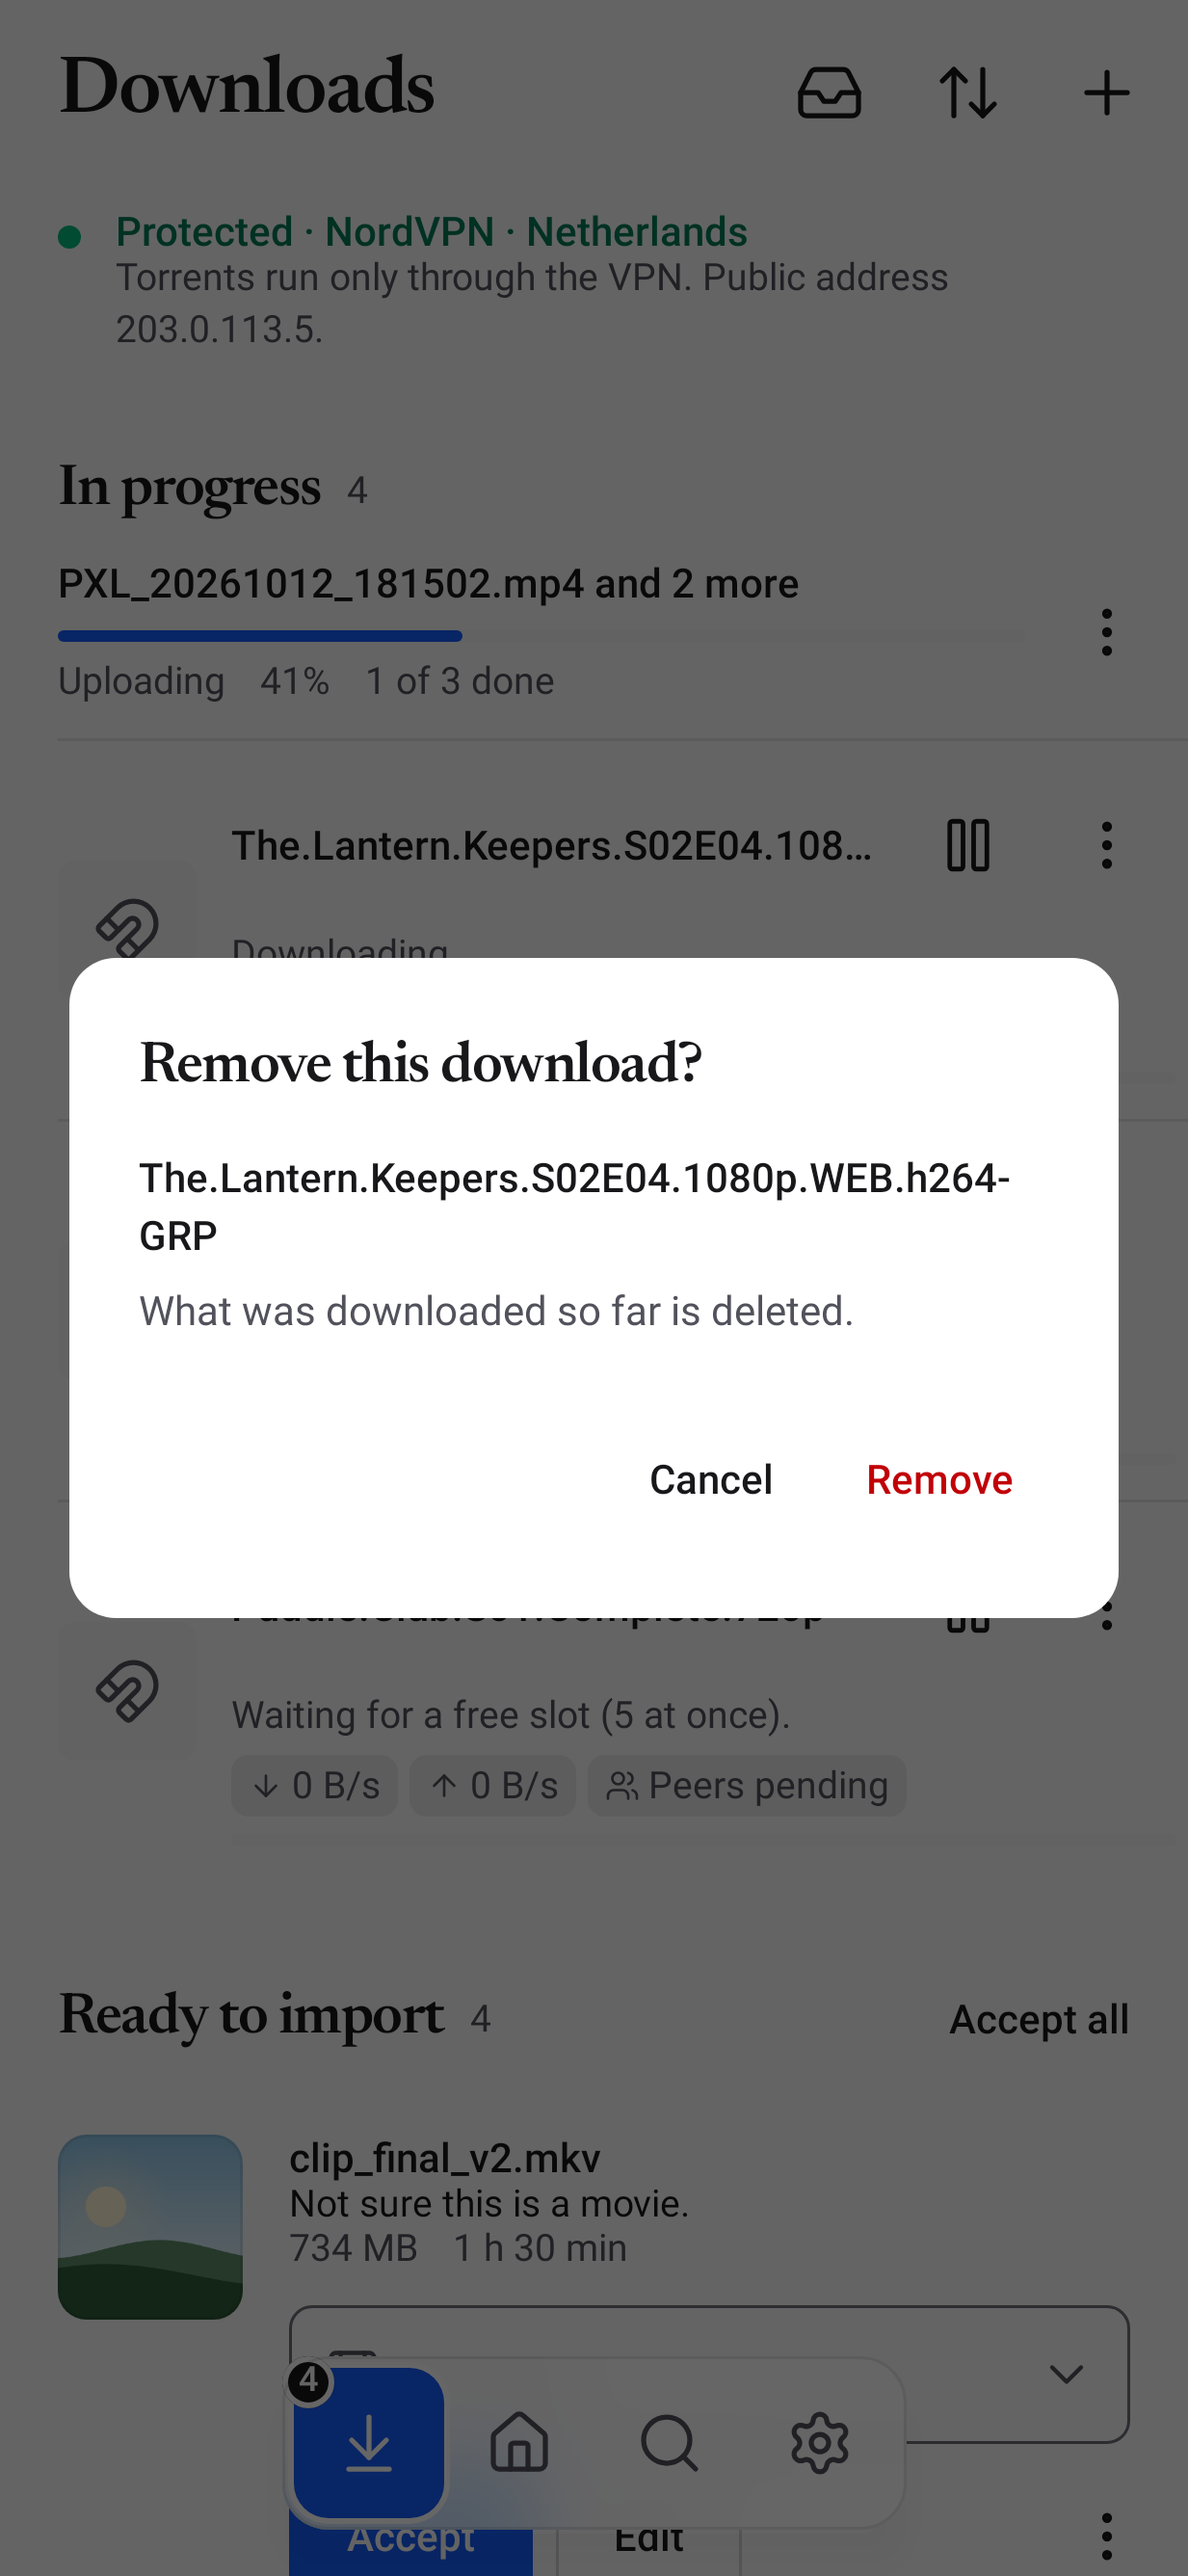 Downloads
Protected · NordVPN · Netherlands
Torrents run only through the VPN. Public address
203.0.113.5.
In progress 4
PXL_20261012_181502.mp4 and 2 more
Uploading 41% 1 of 3 done
The.Lantern.Keepers.S02E04.108...
Downloading
Remove this download?
The.Lantern.Keepers.S02E04.1080p.WEB.h264-
GRP
What was downloaded so far is deleted.
Cancel Remove
Waiting for a free slot (5 at once).
0 B/s 0 B/s Peers pending
Ready to import 4 Accept all
clip_final_v2.mkv
Not sure this is a movie.
734 MB 1 h 30 min
4
Accept Edit